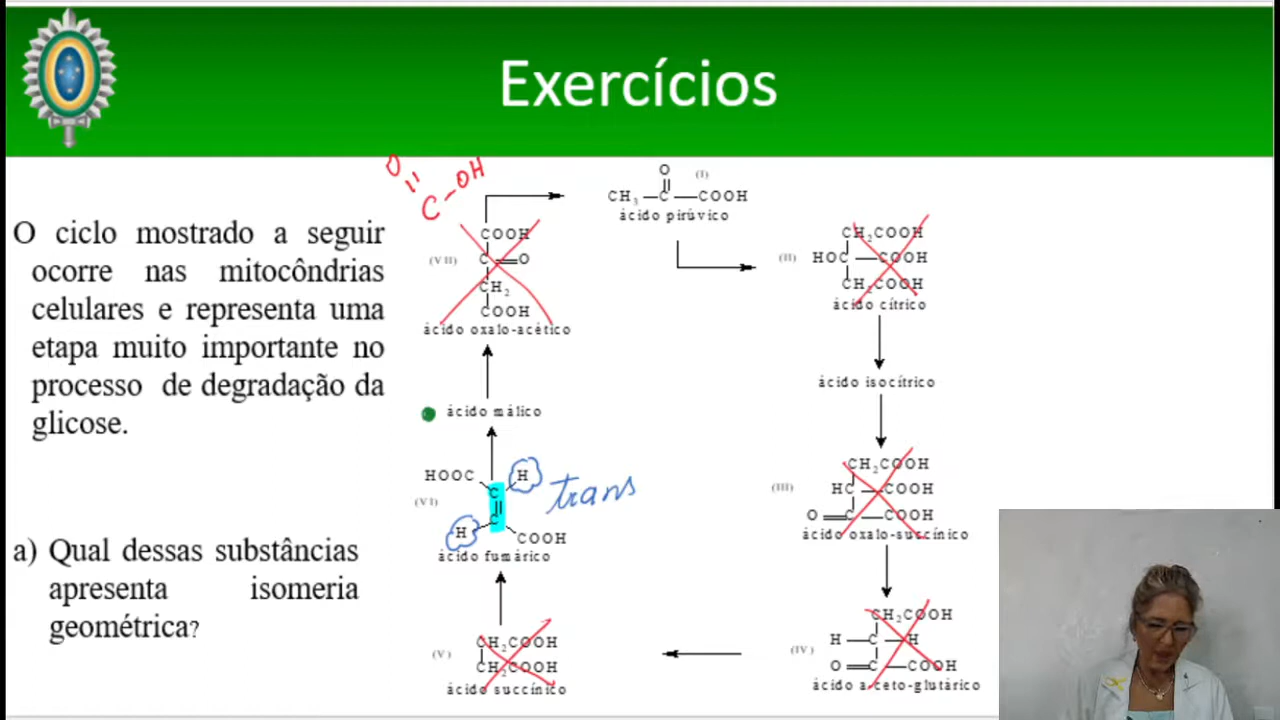 Exercícios
O ciclo mostrado a seguir
ocorre nas mitocôndrias
celulares e representa uma
etapa muito importante no
processo de degradação da
glicose.
a) Qual dessas substâncias
apresenta isomeria
geométrica?
O
C-OH
O (I)
CH3—C—COOH
ácido pirúvico
COOH
(VII) C═O
CH2
COOH
ácido oxalo-acético
CH2COOH
(II) HOC—COOH
CH2COOH
ácido cítrico
ácido isocítrico
ácido málico
HOOC H
C
trans
(VI)
C
H
COOH
ácido fumárico
CH2COOH
(III) HC—COOH
O═C—COOH
ácido oxalo-succínico
CH2COOH
(IV) H—C—H
O═C—COOH
ácido a-ceto-glutárico
CH2COOH
(V)
CH2COOH
ácido succínico